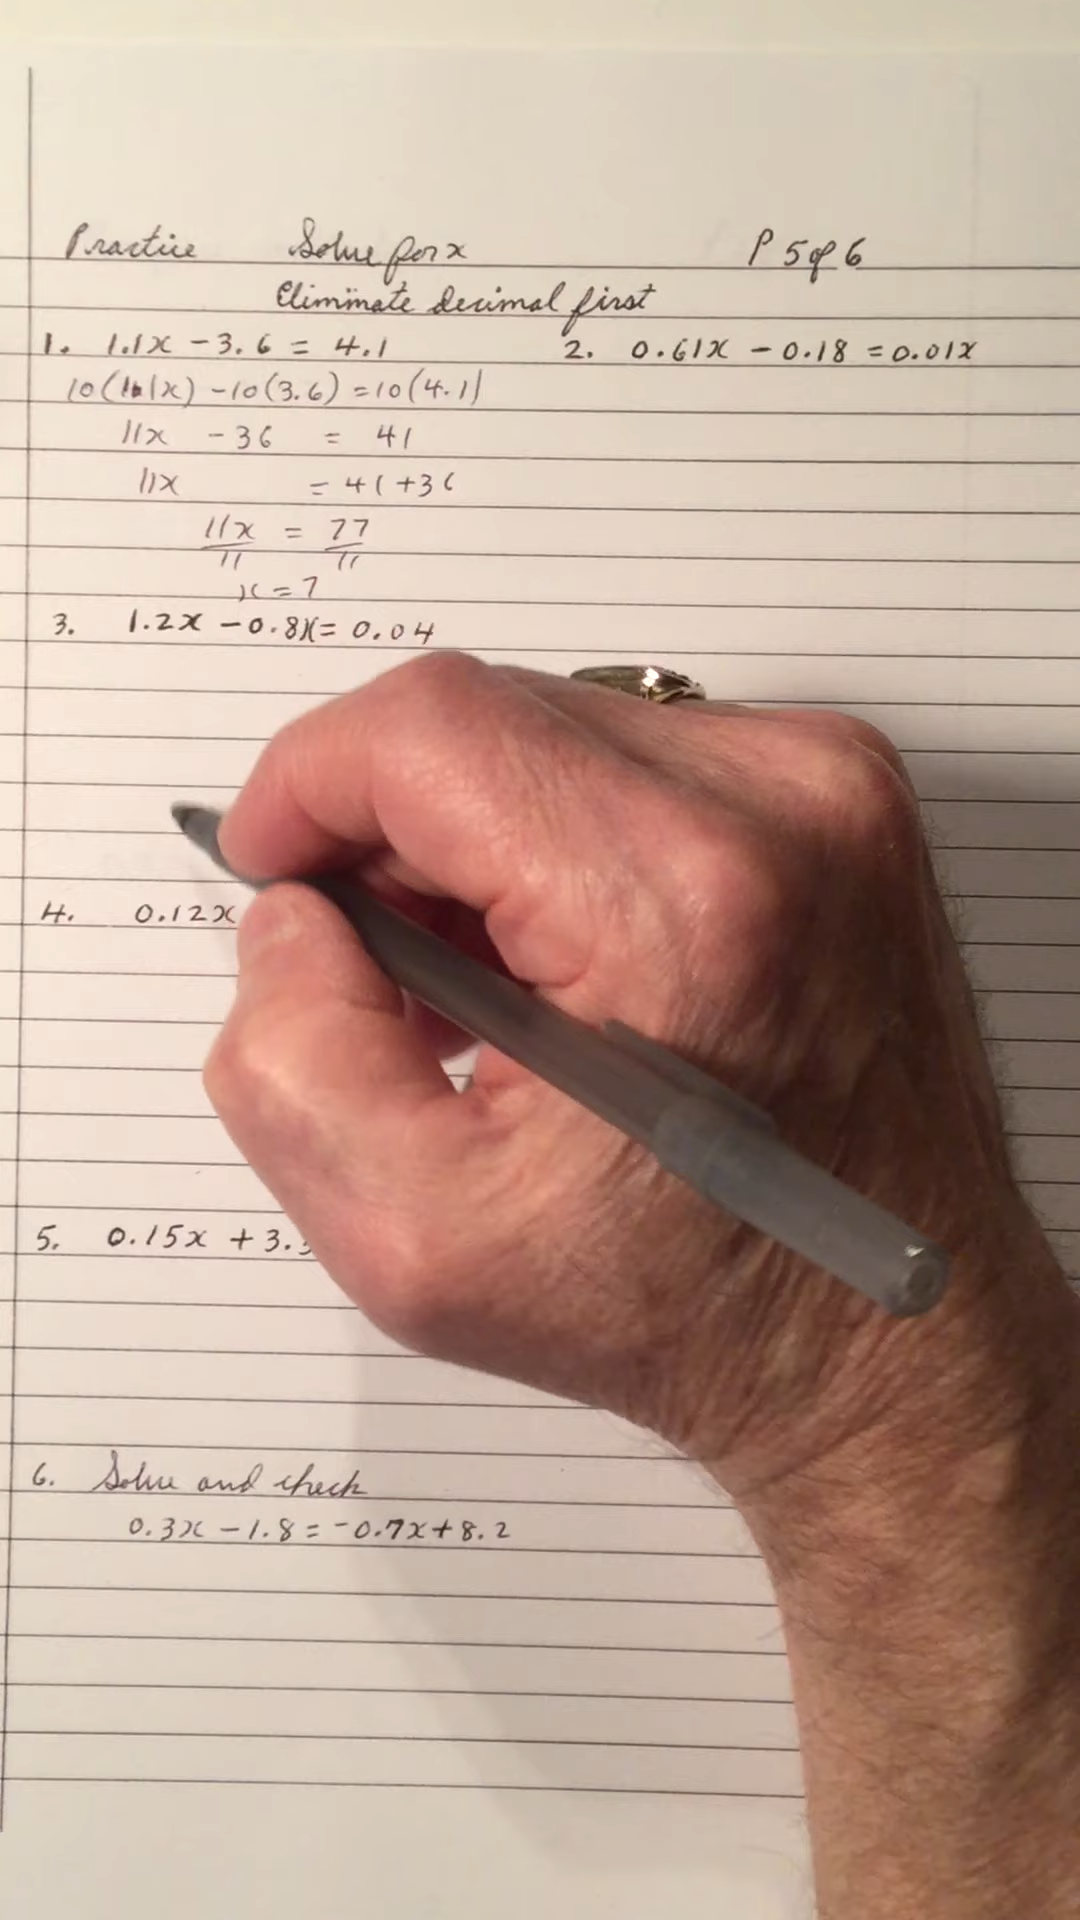 Practice Solve for x P 5 of 6
Eliminate decimal first
1. 1.1x - 3.6 = 4.1 2. 0.61x - 0.18 = 0.01x
10(1.1x) - 10(3.6) = 10(4.1)
11x - 36 = 41
11x = 41 + 36
11x = 77
11 11
x = 7
3. 1.2x - 0.8x = 0.04
4. 0.12x
5. 0.15x + 3.
6. Solve and check
0.3x - 1.8 = -0.7x + 8.2